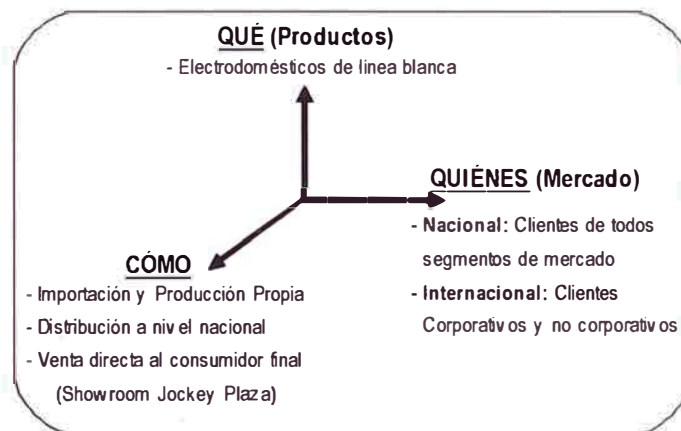 QUÉ (Productos)
- Electrodomésticos de línea blanca
QUIÉNES (Mercado)
- Nacional: Clientes de todos
segmentos de mercado
- Internacional: Clientes
Corporativos y no corporativos
CÓMO
- Importación y Producción Propia
- Distribución a nivel nacional
- Venta directa al consumidor final
(Showroom Jockey Plaza)